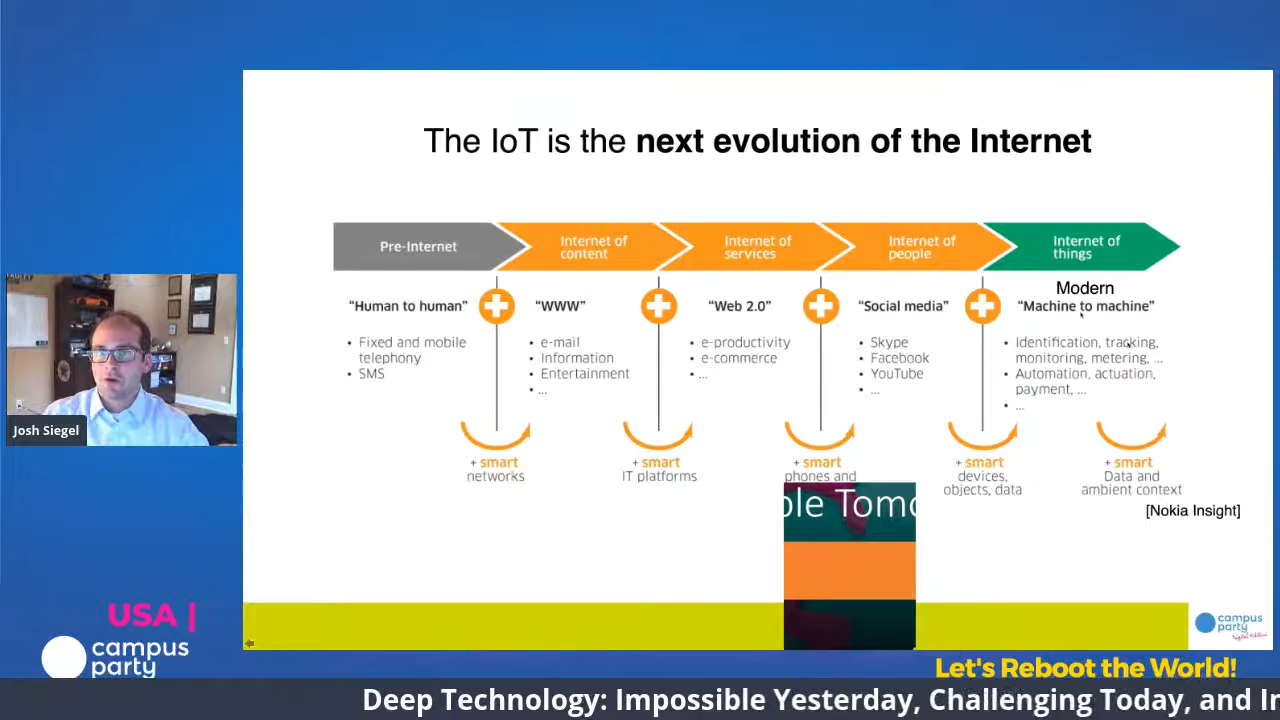 The IoT is the next evolution of the Internet
Pre-Internet
Internet of
content
Internet of
services
Internet of
people
Internet of
things
Modern
“Human to human”
“WWW”
“Web 2.0”
“Social media”
“Machine to machine”
• Fixed and mobile
telephony
• SMS
• e-mail
• Information
• Entertainment
• ...
• e-productivity
• e-commerce
• ...
• Skype
• Facebook
• YouTube
• ...
• Identification, tracking,
monitoring, metering, ...
• Automation, actuation,
payment, ...
• ...
+ smart
networks
+ smart
IT platforms
+ smart
phones and
+ smart
devices,
objects, data
+ smart
Data and
ambient context
[Nokia Insight]
ble Tomo
Josh Siegel
USA |
campus
party
campus
party
Digital Edition
Let's Reboot the World!
Deep Technology: Impossible Yesterday, Challenging Today, and I